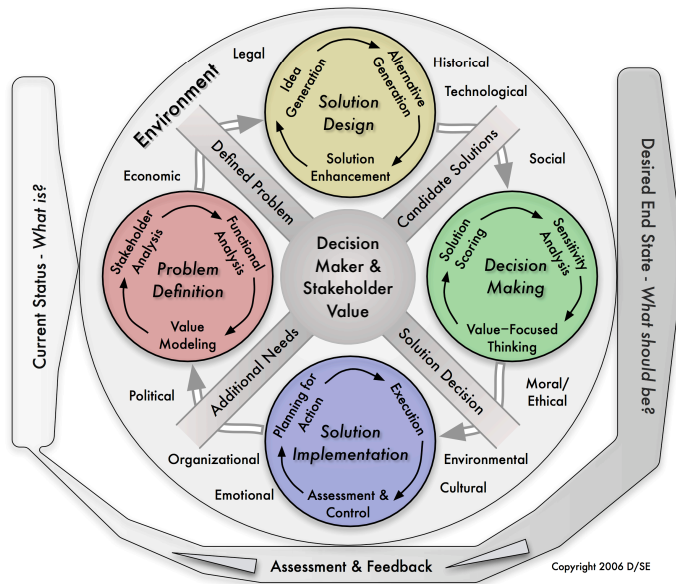 Environment
Legal
Historical
Technological
Economic
Social
Political
Moral/
Ethical
Organizational
Environmental
Emotional
Cultural
Idea
Generation
Alternative
Generation
Solution
Design
Solution
Enhancement
Defined Problem
Candidate Solutions
Stakeholder
Analysis
Functional
Analysis
Problem
Definition
Value
Modeling
Decision
Maker &
Stakeholder
Value
Solution
Scoring
Sensitivity
Analysis
Decision
Making
Value–Focused
Thinking
Additional Needs
Solution Decision
Planning for
Action
Execution
Solution
Implementation
Assessment &
Control
Current Status - What is?
Desired End State - What should be?
Assessment & Feedback
Copyright 2006 D/SE